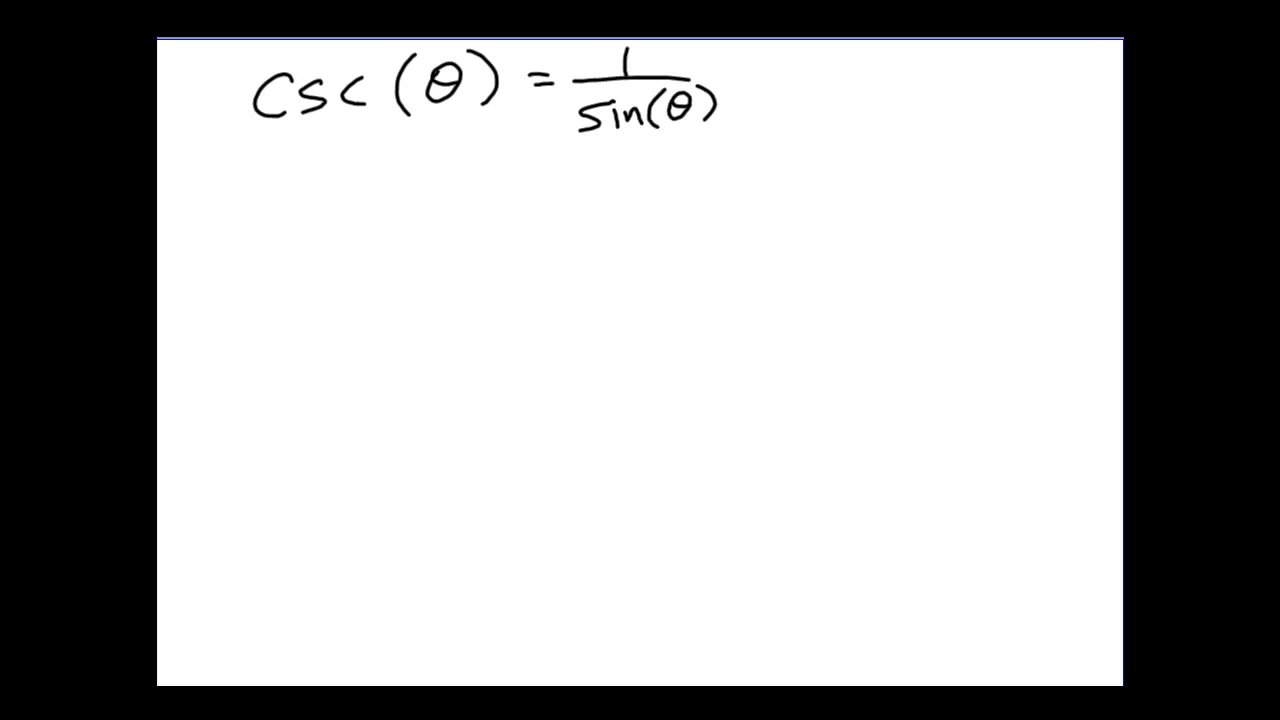 csc(θ) = 1/sin(θ)